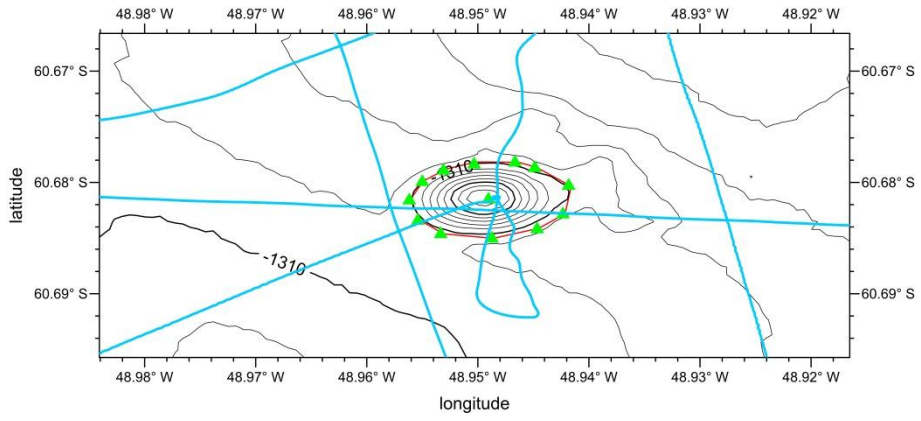 48.98° W 48.97° W 48.96° W 48.95° W 48.94° W 48.93° W 48.92° W
60.67° S 60.67° S
-1310
60.68° S 60.68° S
latitude
-1310
60.69° S 60.69° S
48.98° W 48.97° W 48.96° W 48.95° W 48.94° W 48.93° W 48.92° W
longitude